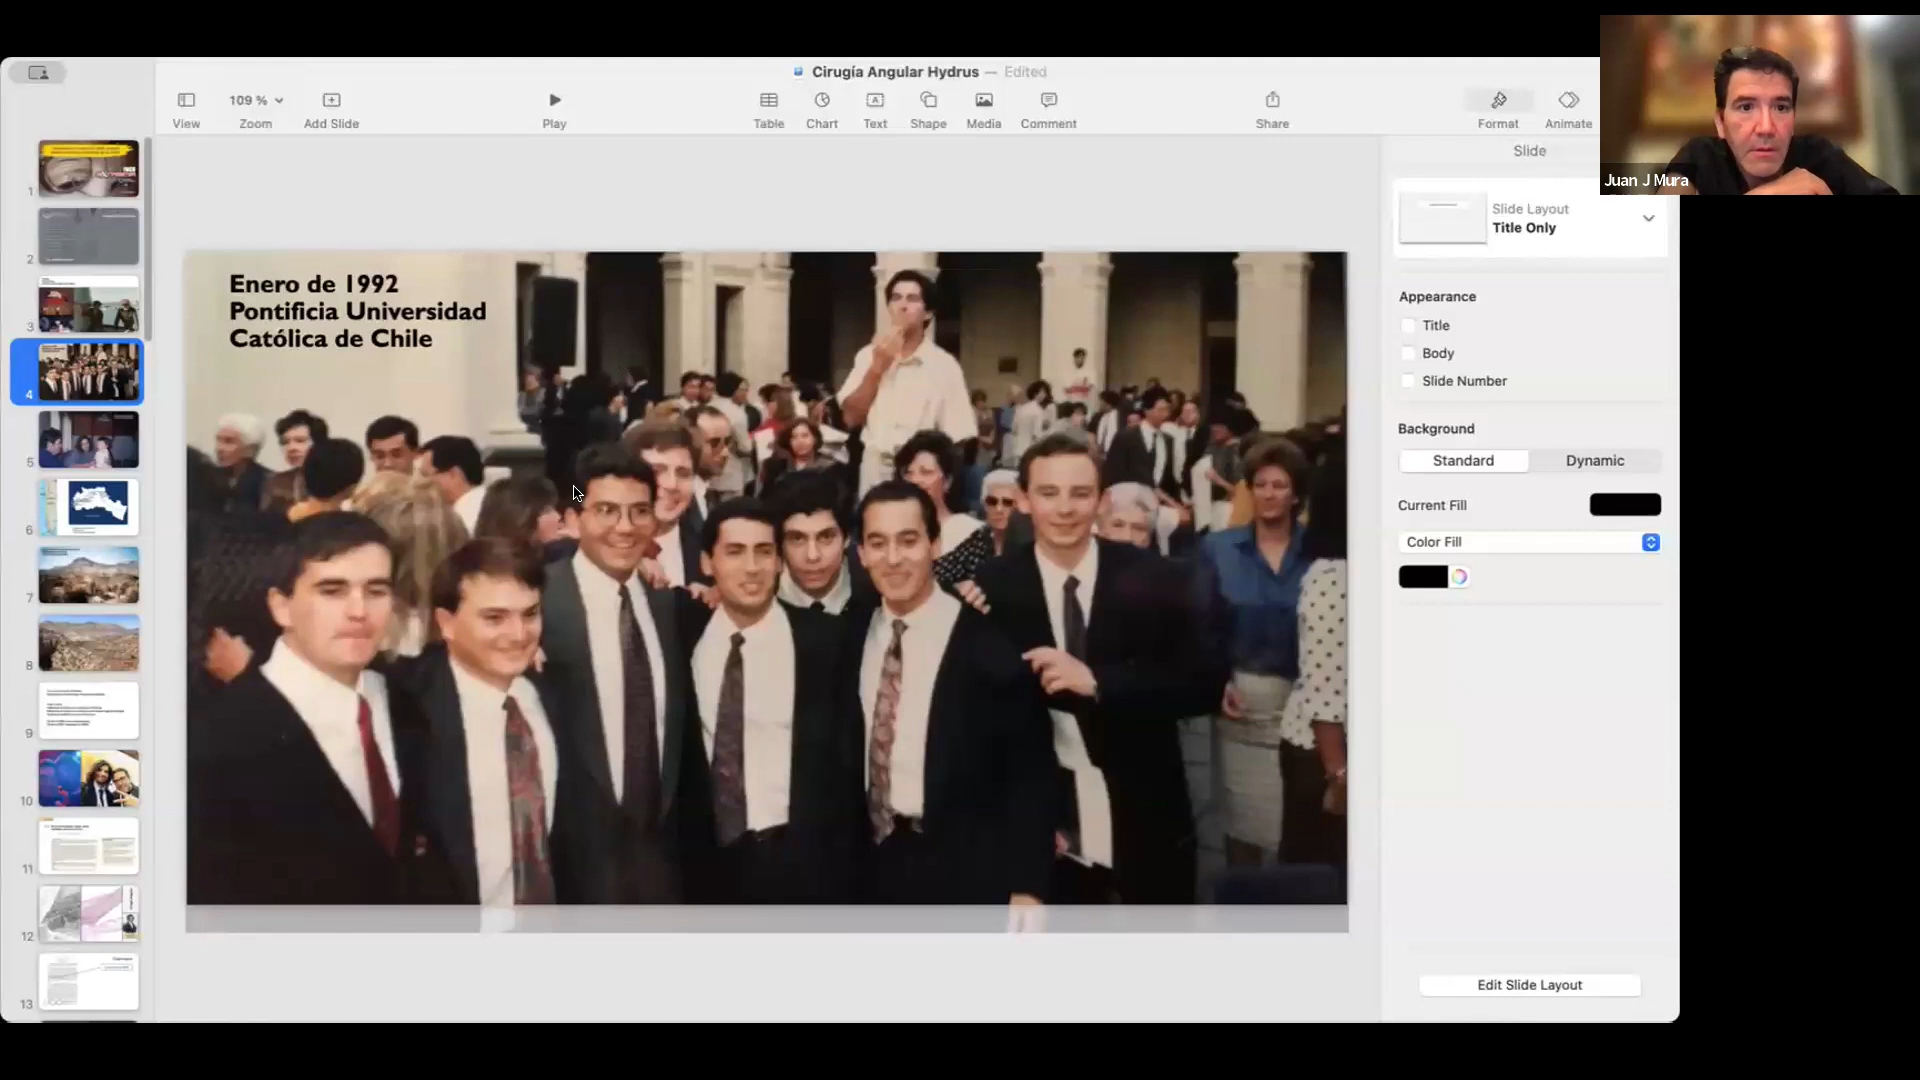 Cirugía Angular Hydrus — Edited
109 %
View
Zoom
Add Slide
Play
Table
Chart
Text
Shape
Media
Comment
Share
Format
Animate
Juan J Mura
Slide
Slide Layout
Title Only
Appearance
Title
Body
Slide Number
Background
Standard
Dynamic
Current Fill
Color Fill
Edit Slide Layout
Enero de 1992
Pontificia Universidad
Católica de Chile
1
2
3
4
5
6
7
8
9
10
11
12
13